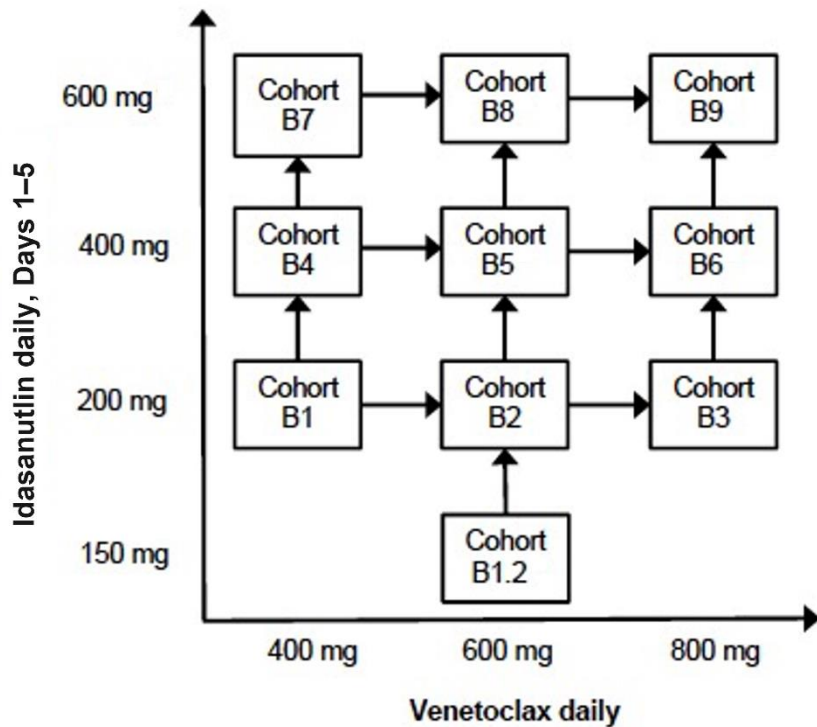 Idasanutlin daily, Days 1–5
600 mg
Cohort
B7
Cohort
B8
Cohort
B9
400 mg
Cohort
B4
Cohort
B5
Cohort
B6
200 mg
Cohort
B1
Cohort
B2
Cohort
B3
150 mg
Cohort
B1.2
400 mg
600 mg
800 mg
Venetoclax daily